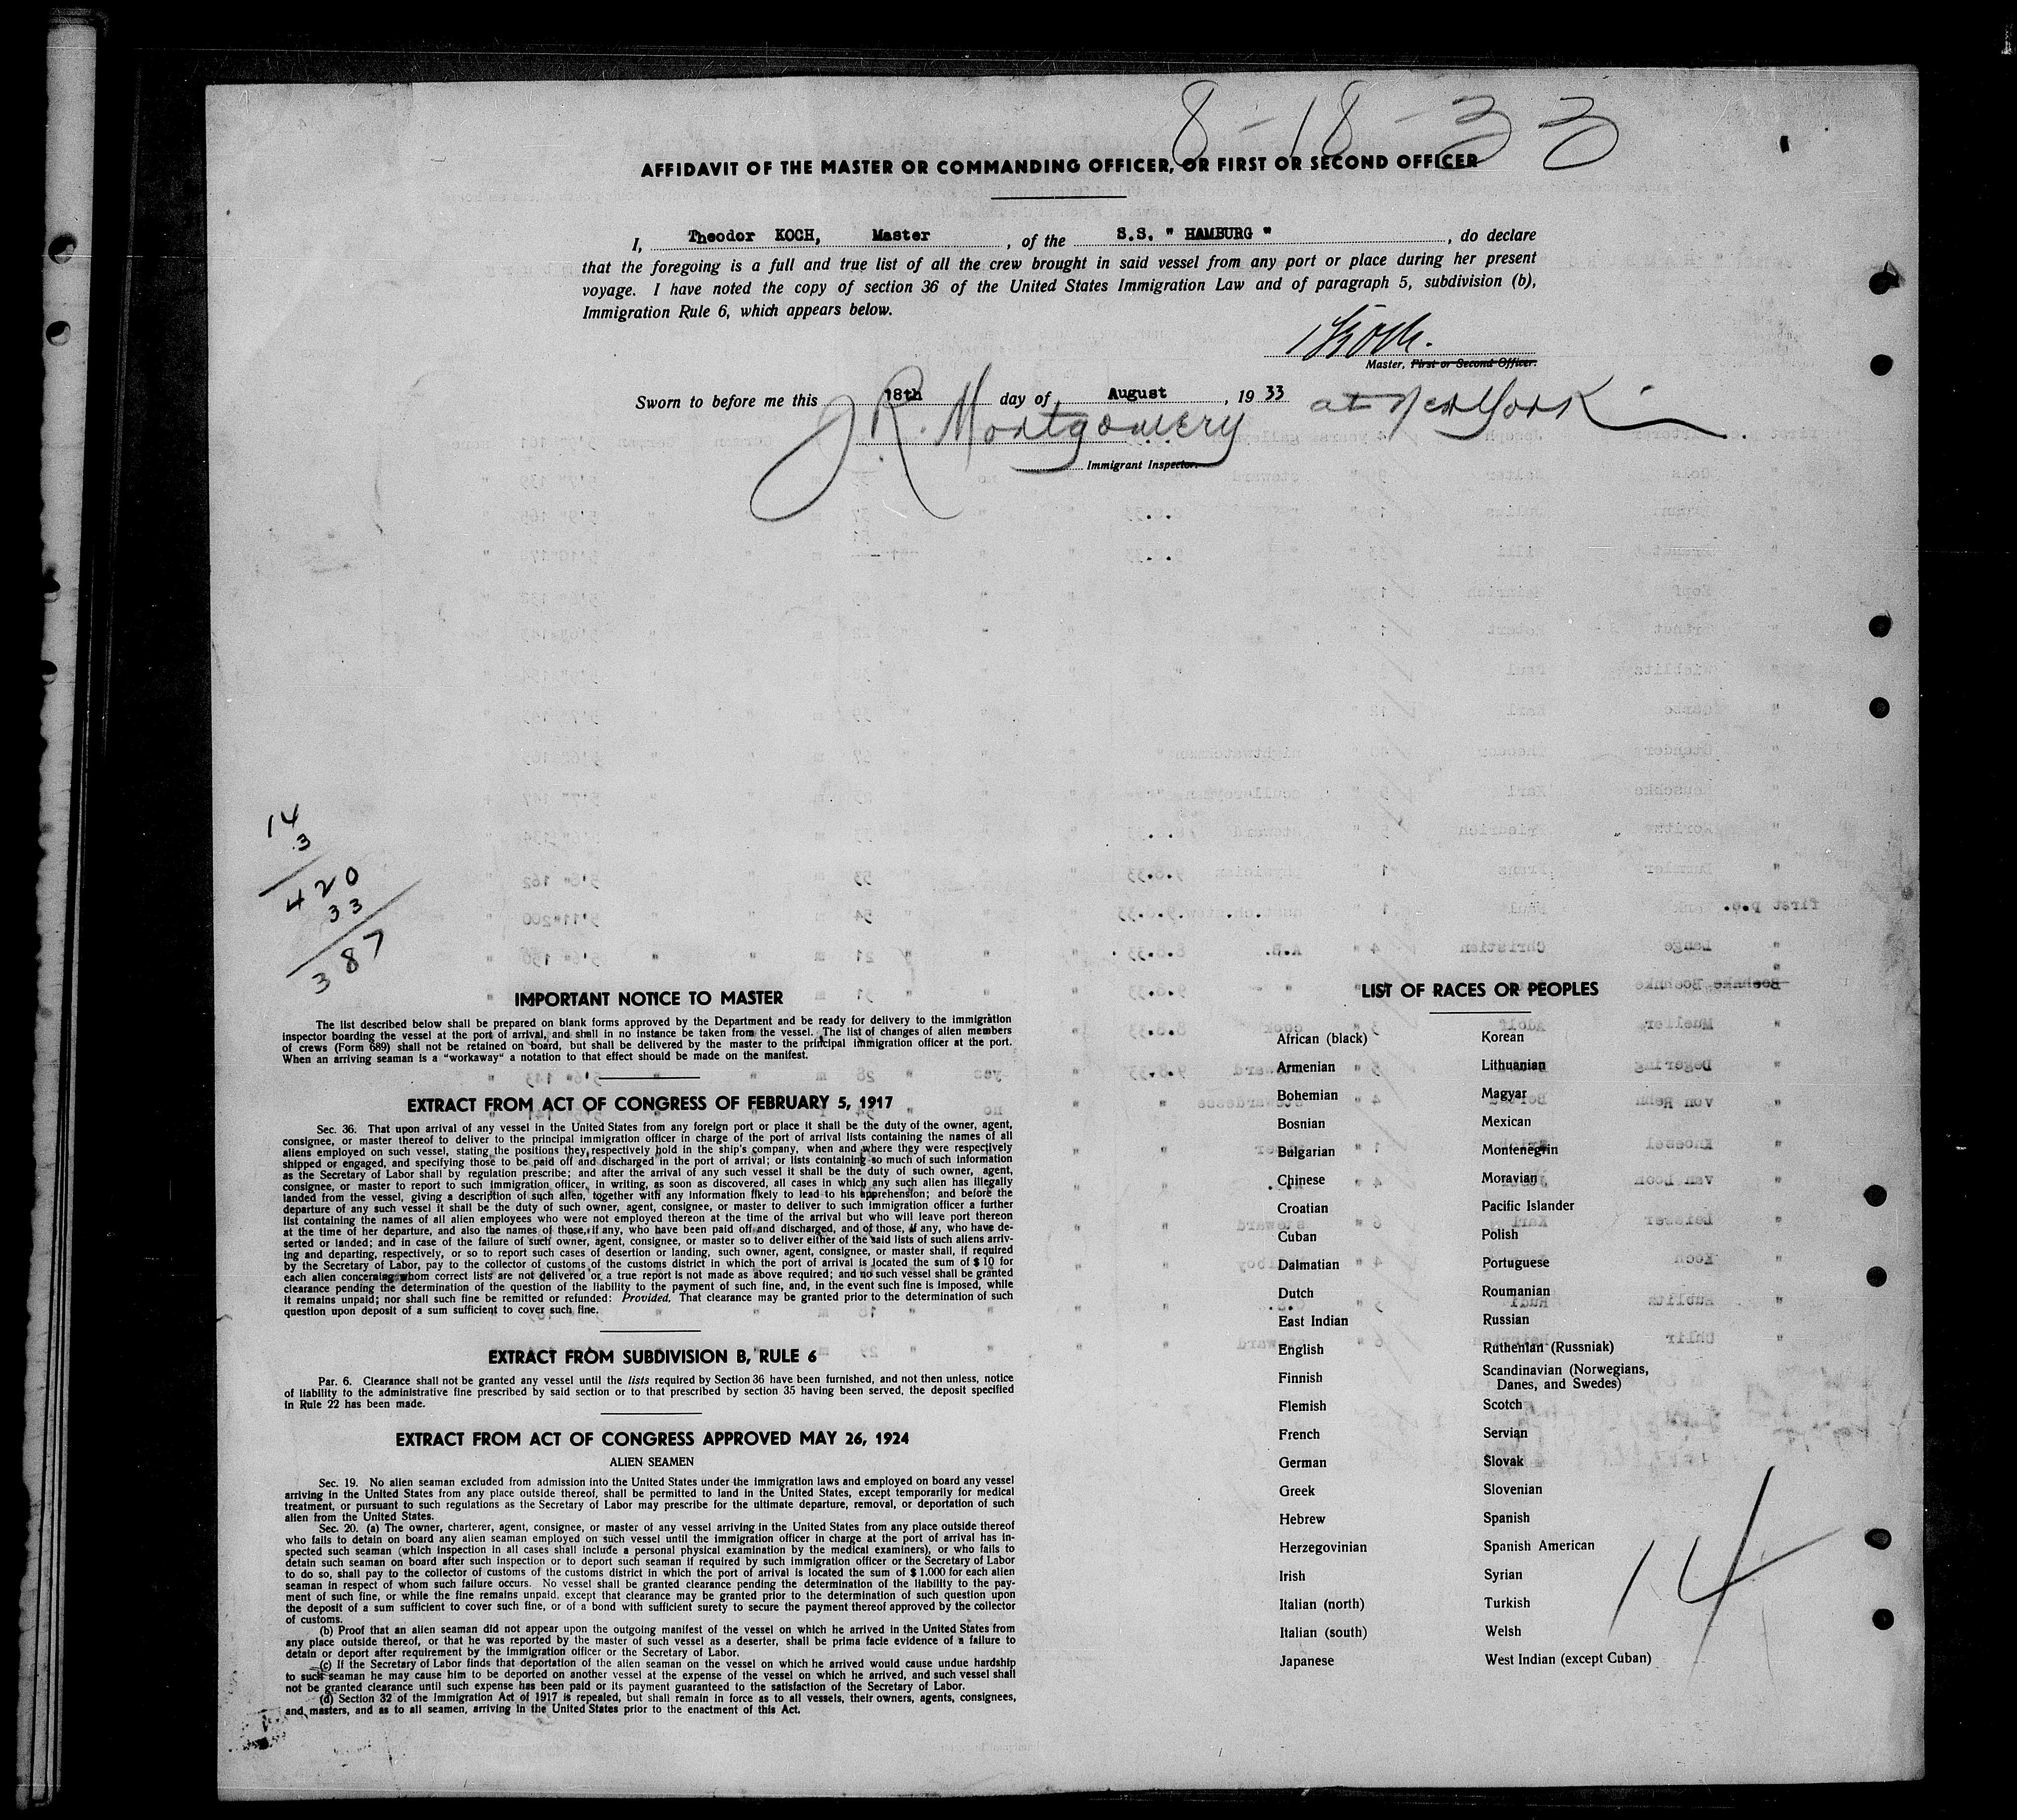 8-18-33
AFFIDAVIT OF THE MASTER OR COMMANDING OFFICER, OR FIRST OR SECOND OFFICER
I, Theodor KOCH, Master, of the S.S. " HAMBURG ", do declare
that the foregoing is a full and true list of all the crew brought in said vessel from any port or place during her present
voyage. I have noted the copy of section 36 of the United States Immigration Law and of paragraph 5, subdivision (b),
Immigration Rule 6, which appears below.
Koch.
Master, First or Second Officer.
Sworn to before me this 18th day of August, 19 33 at New York
J R. Montgomery
Immigrant Inspector.
14
3
420
33
387
IMPORTANT NOTICE TO MASTER
The list described below shall be prepared on blank forms approved by the Department and be ready for delivery to the immigration
inspector boarding the vessel at the port of arrival, and shall in no instance be taken from the vessel. The list of changes of alien members
of crews (Form 689) shall not be retained on board, but shall be delivered by the master to the principal immigration officer at the port.
When an arriving seaman is a "workaway" a notation to that effect should be made on the manifest.
EXTRACT FROM ACT OF CONGRESS OF FEBRUARY 5, 1917
Sec. 36. That upon arrival of any vessel in the United States from any foreign port or place it shall be the duty of the owner, agent,
consignee, or master thereof to deliver to the principal immigration officer in charge of the port of arrival lists containing the names of all
aliens employed on such vessel, stating the positions they respectively hold in the ship's company, when and where they were respectively
shipped or engaged, and specifying those to be paid off and discharged in the port of arrival; or lists containing so much of such information
as the Secretary of Labor shall by regulation prescribe; and after the arrival of any such vessel it shall be the duty of such owner, agent,
consignee, or master to report to such immigration officer, in writing, as soon as discovered, all cases in which any such alien has illegally
landed from the vessel, giving a description of such alien, together with any information likely to lead to his apprehension; and before the
departure of any such vessel it shall be the duty of such owner, agent, consignee, or master to deliver to such immigration officer a further
list containing the names of all alien employees who were not employed thereon at the time of the arrival but who will leave port thereon
at the time of her departure, and also the names of those, if any, who have been paid off and discharged, and of those, if any, who have de-
serted or landed; and in case of the failure of such owner, agent, consignee, or master so to deliver either of the said lists of such aliens arriv-
ing and departing, respectively, or so to report such cases of desertion or landing, such owner, agent, consignee, or master shall, if required
by the Secretary of Labor, pay to the collector of customs of the customs district in which the port of arrival is located the sum of $10 for
each alien concerning whom correct lists are not delivered or a true report is not made as above required; and no such vessel shall be granted
clearance pending the determination of the question of the liability to the payment of such fine, and, in the event such fine is imposed, while
it remains unpaid; nor shall such fine be remitted or refunded: Provided, That clearance may be granted prior to the determination of such
question upon deposit of a sum sufficient to cover such fine.
EXTRACT FROM SUBDIVISION B, RULE 6
Par. 6. Clearance shall not be granted any vessel until the lists required by Section 36 have been furnished, and not then unless, notice
of liability to the administrative fine prescribed by said section or to that prescribed by section 35 having been served, the deposit specified
in Rule 22 has been made.
EXTRACT FROM ACT OF CONGRESS APPROVED MAY 26, 1924
ALIEN SEAMEN
Sec. 19. No alien seaman excluded from admission into the United States under the immigration laws and employed on board any vessel
arriving in the United States from any place outside thereof, shall be permitted to land in the United States, except temporarily for medical
treatment, or pursuant to such regulations as the Secretary of Labor may prescribe for the ultimate departure, removal, or deportation of such
alien from the United States.
Sec. 20. (a) The owner, charterer, agent, consignee, or master of any vessel arriving in the United States from any place outside thereof
who fails to detain on board any alien seaman employed on such vessel until the immigration officer in charge at the port of arrival has in-
spected such seaman (which inspection in all cases shall include a personal physical examination by the medical examiners), or who fails to
detain such seaman on board after such inspection or to deport such seaman if required by such immigration officer or the Secretary of Labor
to do so, shall pay to the collector of customs of the customs district in which the port of arrival is located the sum of $1.000 for each alien
seaman in respect of whom such failure occurs. No vessel shall be granted clearance pending the determination of the liability to the pay-
ment of such fine, or while the fine remains unpaid, except that clearance may be granted prior to the determination of such question upon
the deposit of a sum sufficient to cover such fine, or of a bond with sufficient surety to secure the payment thereof approved by the collector
of customs.
(b) Proof that an alien seaman did not appear upon the outgoing manifest of the vessel on which he arrived in the United States from
any place outside thereof, or that he was reported by the master of such vessel as a deserter, shall be prima facie evidence of a failure to
detain or deport after requirement by the immigration officer or the Secretary of Labor.
(c) If the Secretary of Labor finds that deportation of the alien seaman on the vessel on which he arrived would cause undue hardship
to such seaman he may cause him to be deported on another vessel at the expense of the vessel on which he arrived, and such vessel shall
not be granted clearance until such expense has been paid or its payment guaranteed to the satisfaction of the Secretary of Labor.
(d) Section 32 of the Immigration Act of 1917 is repealed, but shall remain in force as to all vessels, their owners, agents, consignees,
and masters, and as to all seamen, arriving in the United States prior to the enactment of this Act.
LIST OF RACES OR PEOPLES
African (black)
Armenian
Bohemian
Bosnian
Bulgarian
Chinese
Croatian
Cuban
Dalmatian
Dutch
East Indian
English
Finnish
Flemish
French
German
Greek
Hebrew
Herzegovinian
Irish
Italian (north)
Italian (south)
Japanese
Korean
Lithuanian
Magyar
Mexican
Montenegrin
Moravian
Pacific Islander
Polish
Portuguese
Roumanian
Russian
Ruthenian (Russniak)
Scandinavian (Norwegians,
Danes, and Swedes)
Scotch
Servian
Slovak
Slovenian
Spanish
Spanish American
Syrian
Turkish
Welsh
West Indian (except Cuban)
14